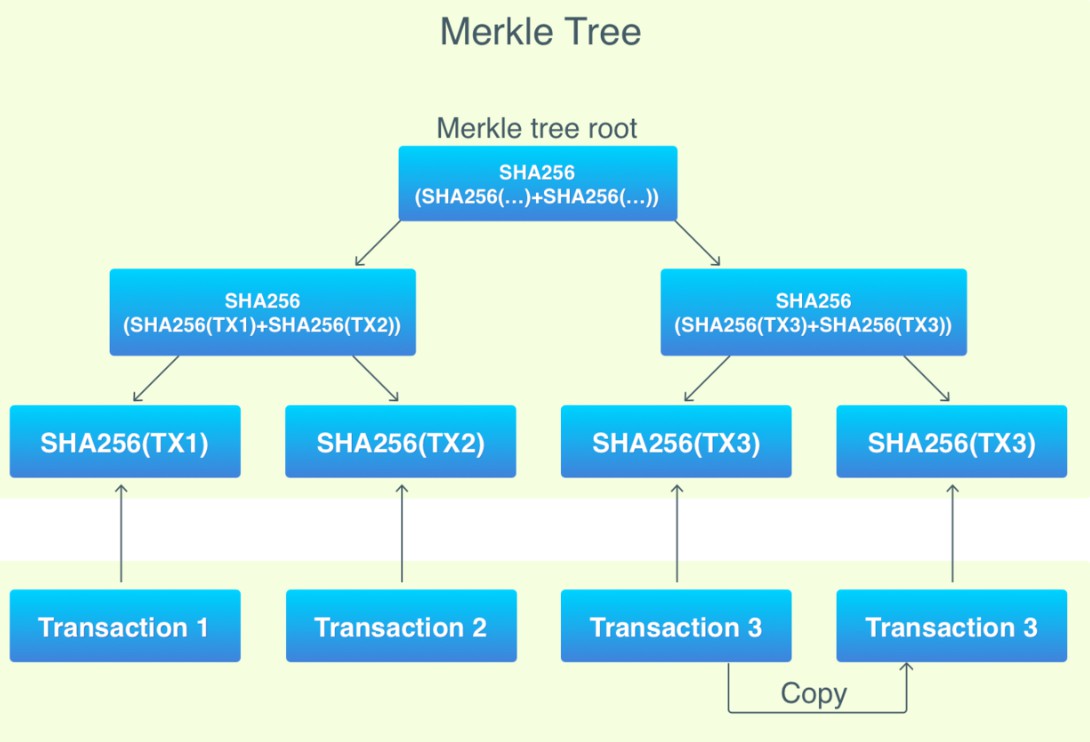 Merkle Tree
Merkle tree root
SHA256
(SHA256(...)+SHA256(...))
SHA256
(SHA256(TX1)+SHA256(TX2))
SHA256
(SHA256(TX3)+SHA256(TX3))
SHA256(TX1)
SHA256(TX2)
SHA256(TX3)
SHA256(TX3)
Transaction 1
Transaction 2
Transaction 3
Transaction 3
Copy